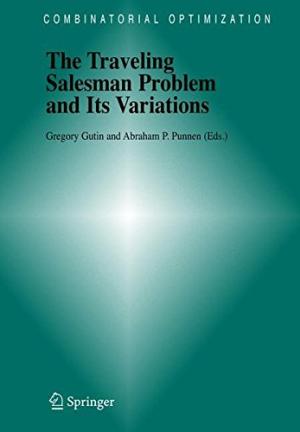 COMBINATORIAL OPTIMIZATION
The Traveling
Salesman Problem
and Its Variations
Gregory Gutin and Abraham P. Punnen (Eds.)
Springer